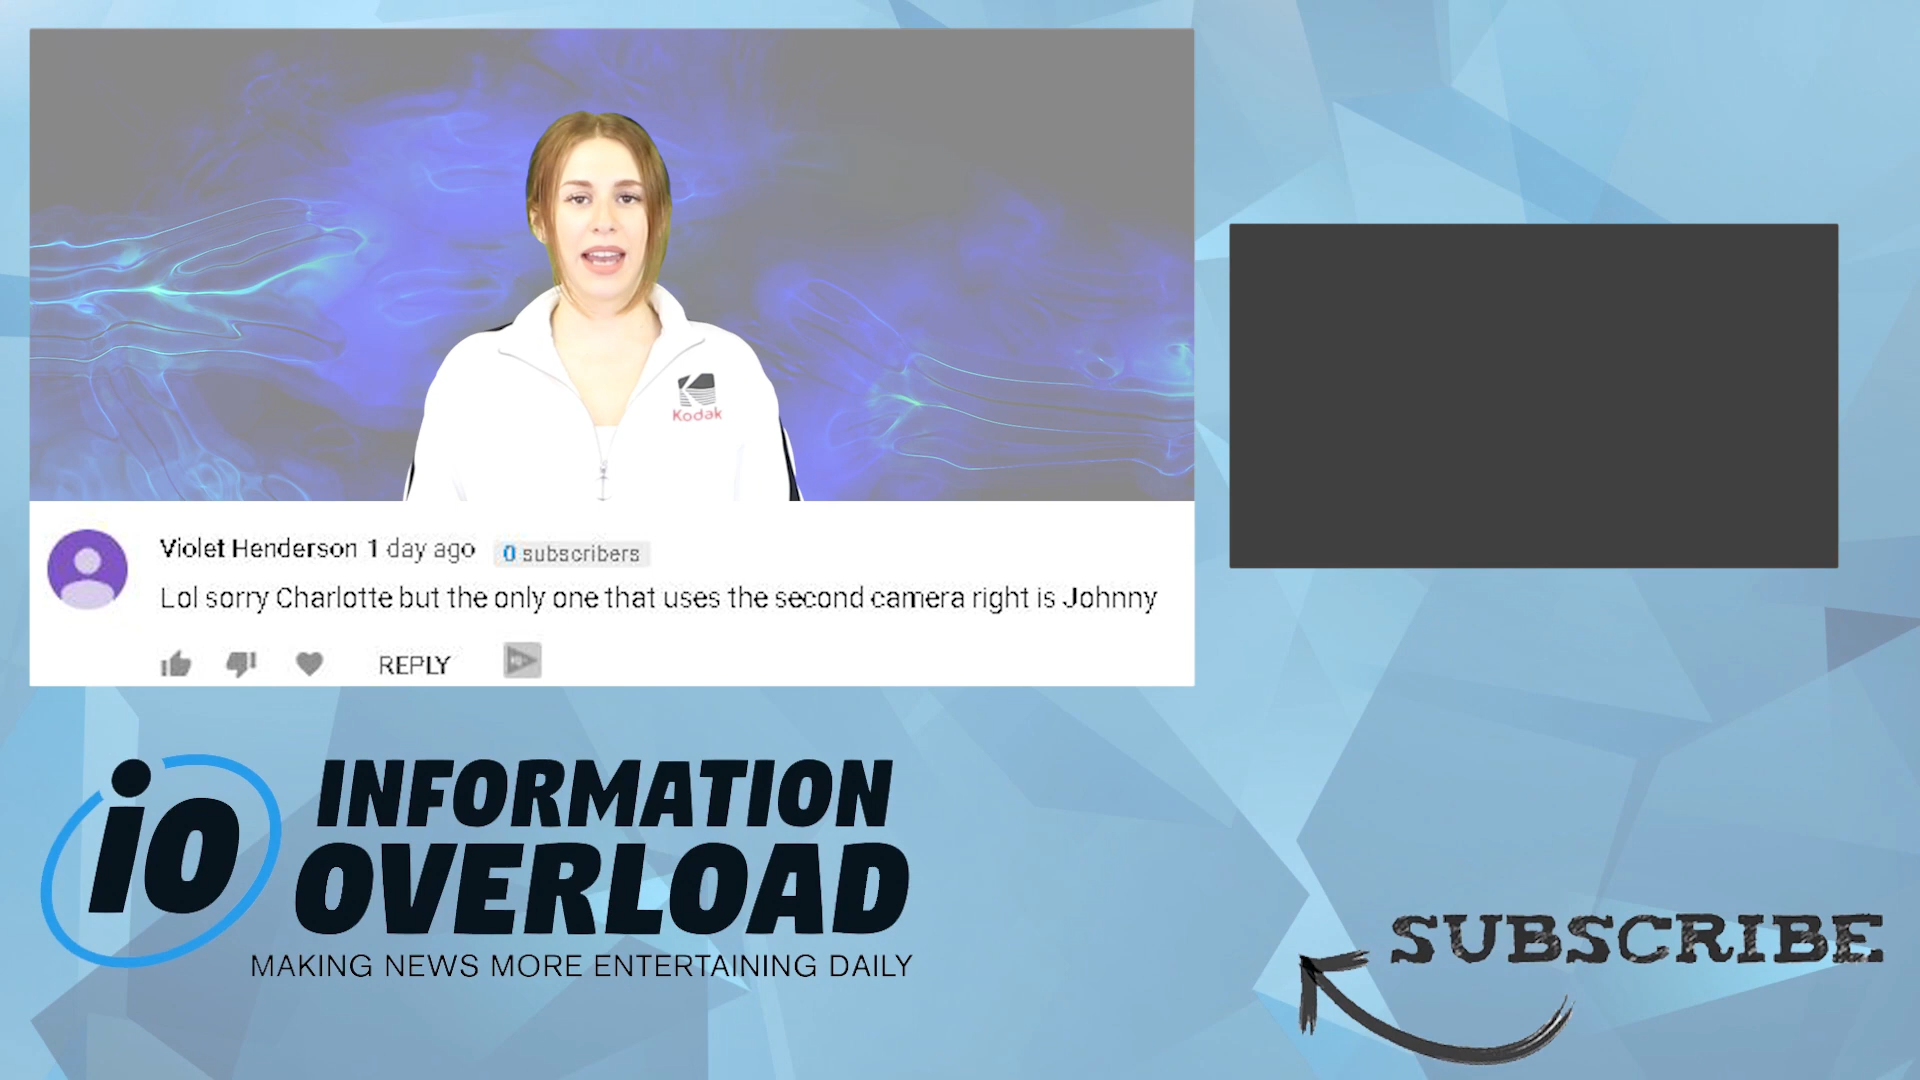 Kodak
Violet Henderson 1 day ago 0 subscribers
Lol sorry Charlotte but the only one that uses the second camera right is Johnny
REPLY
io
INFORMATION
OVERLOAD
MAKING NEWS MORE ENTERTAINING DAILY
SUBSCRIBE